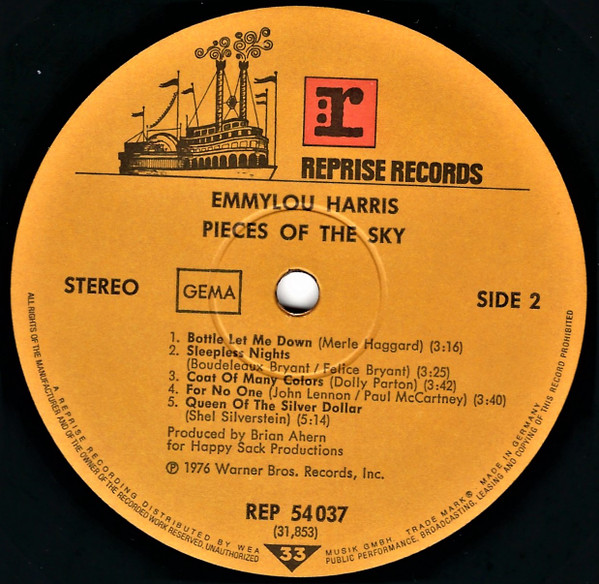 r
REPRISE RECORDS
EMMYLOU HARRIS
PIECES OF THE SKY
STEREO
GEMA
SIDE 2
1. Bottle Let Me Down (Merle Haggard) (3:16)
2. Sleepless Nights
(Boudeleaux Bryant / Felice Bryant) (3:25)
3. Coat Of Many Colors (Dolly Parton) (3:42)
4. For No One (John Lennon / Paul McCartney) (3:40)
5. Queen Of The Silver Dollar
(Shel Silverstein) (5:14)
Produced by Brian Ahern
for Happy Sack Productions
℗ 1976 Warner Bros. Records, Inc.
REP 54 037
(31,853)
33
A REPRISE RECORDING DISTRIBUTED BY WEA MUSIK GMBH. TRADE MARK® MADE IN GERMANY
ALL RIGHTS OF THE MANUFACTURER AND OF THE OWNER OF THE RECORDED WORK RESERVED, UNAUTHORIZED PUBLIC PERFORMANCE, BROADCASTING, LEASING AND COPYING OF THIS RECORD PROHIBITED